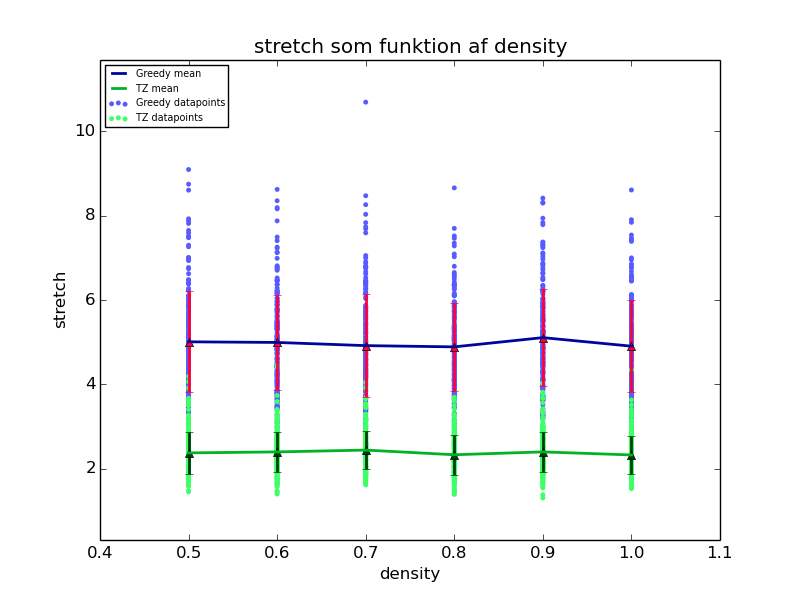 stretch som funktion af density
Greedy mean
TZ mean
Greedy datapoints
TZ datapoints
10
8
6
4
2
stretch
0.4 0.5 0.6 0.7 0.8 0.9 1.0 1.1
density